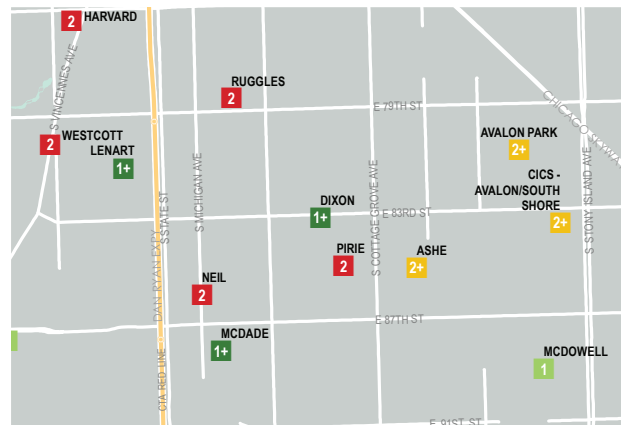 HARVARD
2
S VINCENNES AVE
RUGGLES
2
E 79TH ST
CHICAGO SKYWA
WESTCOTT
2
LENART
1+
AVALON PARK
2+
CICS -
AVALON/SOUTH
SHORE
2+
S STATE ST
S MICHIGAN AVE
DIXON
1+
E 83RD ST
S COTTAGE GROVE AVE
S STONY ISLAND AVE
PIRIE
2
ASHE
2+
NEIL
2
DAN RYAN EXPY
E 87TH ST
MCDADE
1+
CTA RED LINE
MCDOWELL
1
E 91ST ST